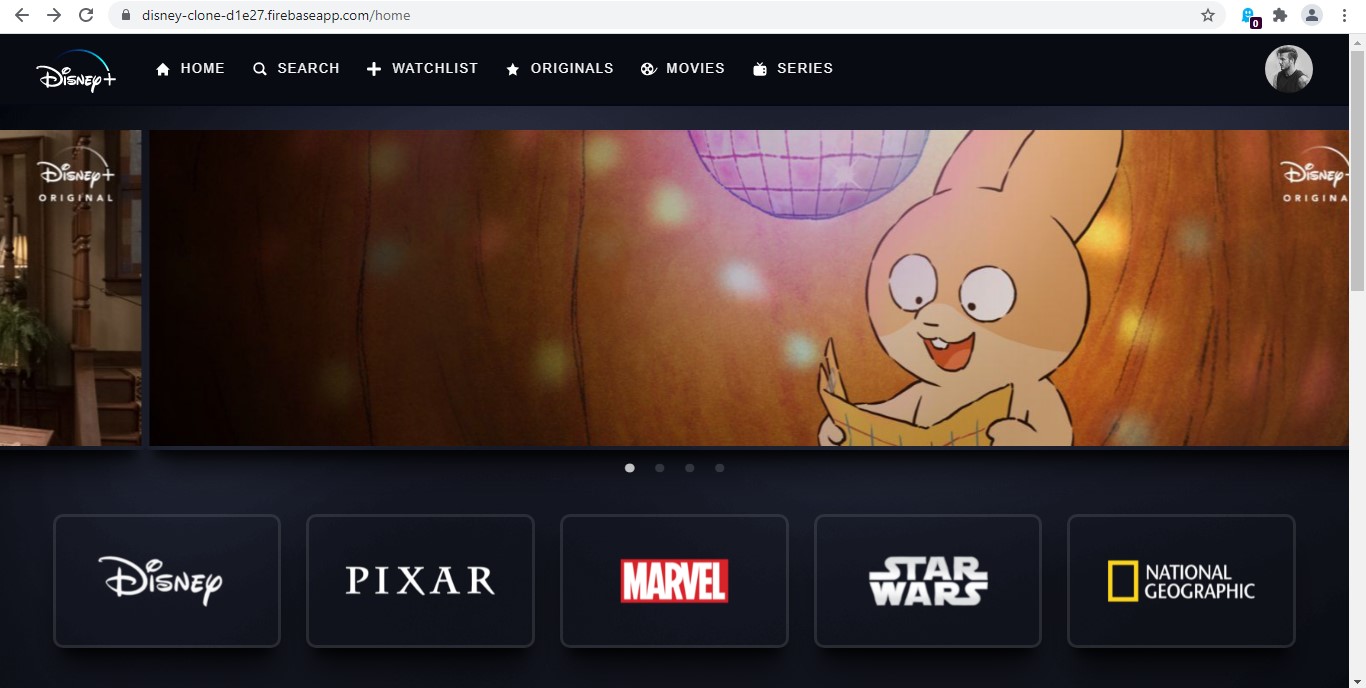 disney-clone-d1e27.firebaseapp.com/home
0
Disney+
HOME
SEARCH
WATCHLIST
ORIGINALS
MOVIES
SERIES
Disney+
ORIGINAL
Disney+
ORIGINA
Disney
PIXAR
MARVEL
STAR
WARS
NATIONAL
GEOGRAPHIC